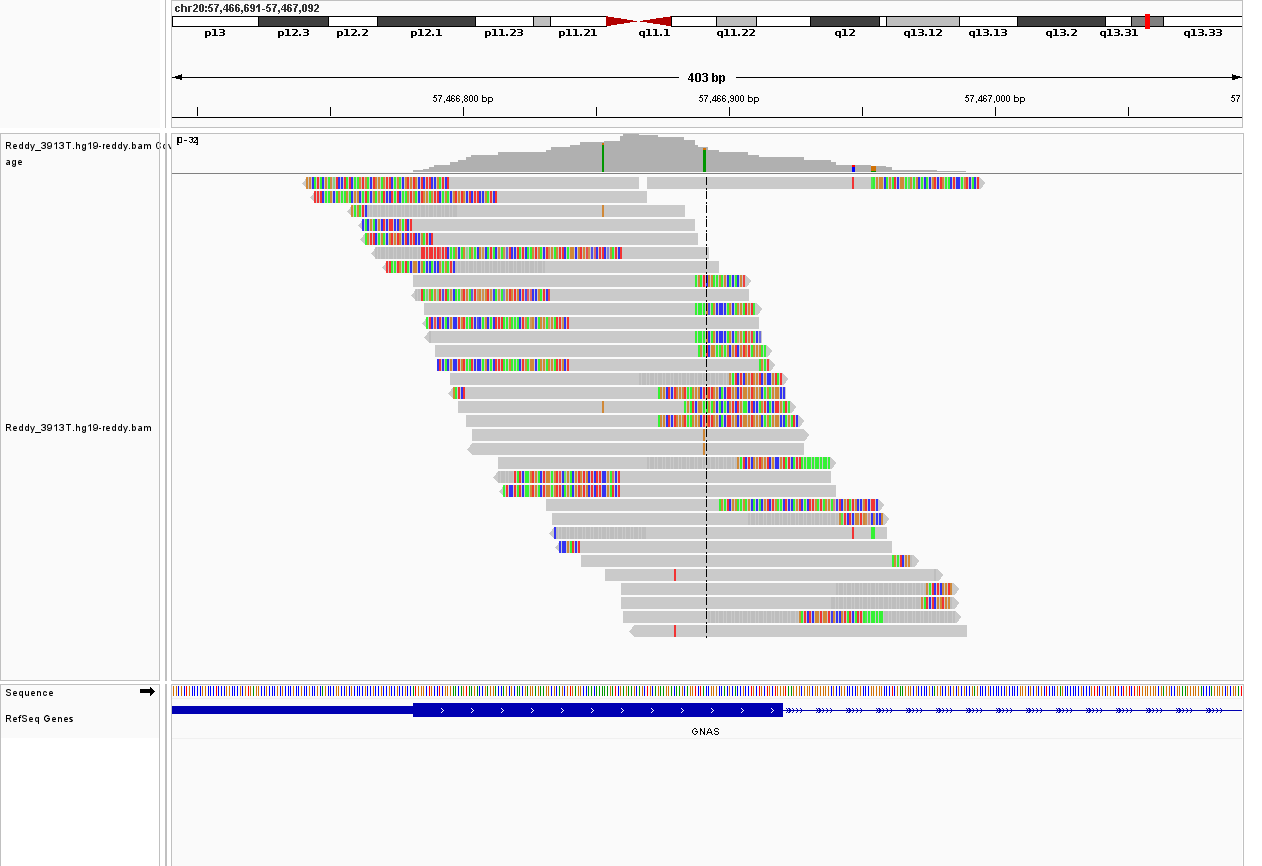 chr20:57,466,691-57,467,092
p13 p12.3 p12.2 p12.1 p11.23 p11.21 q11.1 q11.22 q12 q13.12 q13.13 q13.2 q13.31 q13.33
403 bp
57,466,800 bp 57,466,900 bp 57,467,000 bp 57
Reddy_3913T.hg19-reddy.bam Cov
age
[0-32]
Reddy_3913T.hg19-reddy.bam
Sequence
RefSeq Genes
GNAS